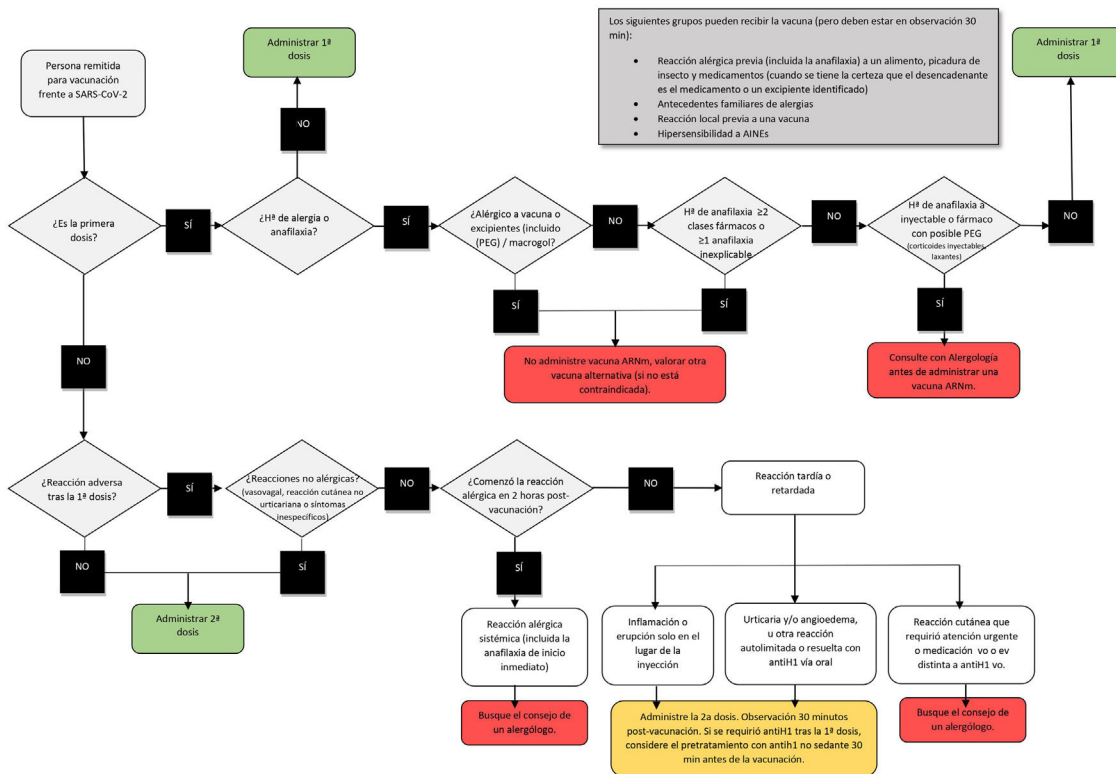 Persona remitida
para vacunación
frente a SARS-CoV-2
Administrar 1ª
dosis
Los siguientes grupos pueden recibir la vacuna (pero deben estar en observación 30
min):
• Reacción alérgica previa (incluida la anafilaxia) a un alimento, picadura de
insecto y medicamentos (cuando se tiene la certeza que el desencadenante
es el medicamento o un excipiente identificado)
• Antecedentes familiares de alergias
• Reacción local previa a una vacuna
• Hipersensibilidad a AINEs
Administrar 1ª
dosis
NO
¿Es la primera
dosis?
SÍ
¿Hª de alergia o
anafilaxia?
SÍ
¿Alérgico a vacuna o
excipientes (incluido
(PEG) / macrogol?
NO
Hª de anafilaxia ≥2
clases fármacos o
≥1 anafilaxia
inexplicable
NO
Hª de anafilaxia a
inyectable o fármaco
con posible PEG
(corticoides inyectables,
laxantes)
NO
SÍ
SÍ
SÍ
NO
No administre vacuna ARNm, valorar otra
vacuna alternativa (si no está
contraindicada).
Consulte con Alergología
antes de administrar una
vacuna ARNm.
¿Reacción adversa
tras la 1ª dosis?
SÍ
¿Reacciones no alérgicas?
(vasovagal, reacción cutánea no
urticariana o síntomas
inespecíficos)
NO
¿Comenzó la reacción
alérgica en 2 horas post-
vacunación?
NO
Reacción tardía o
retardada
NO
SÍ
SÍ
Administrar 2ª
dosis
Reacción alérgica
sistémica (incluida la
anafilaxia de inicio
inmediato)
Inflamación o
erupción solo en el
lugar de la
inyección
Urticaria y/o angioedema,
u otra reacción
autolimitada o resuelta con
antiH1 vía oral
Reacción cutánea que
requirió atención urgente
o medicación vo o ev
distinta a antiH1 vo.
Busque el consejo de
un alergólogo.
Administre la 2a dosis. Observación 30 minutos
post-vacunación. Si se requirió antiH1 tras la 1ª dosis,
considere el pretratamiento con antih1 no sedante 30
min antes de la vacunación.
Busque el consejo de
un alergólogo.